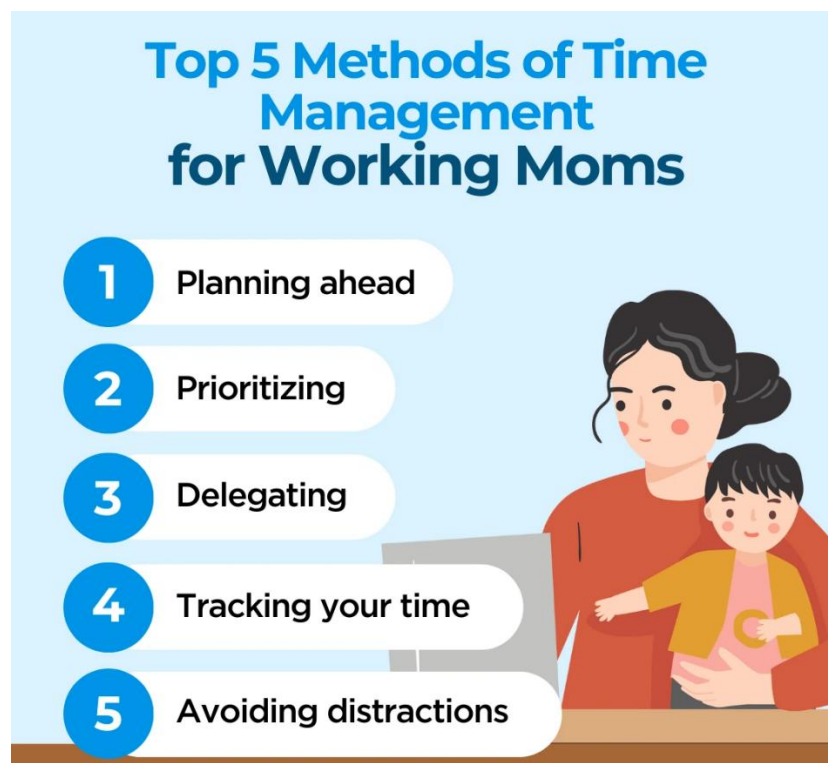 Top 5 Methods of Time
Management
for Working Moms
1 Planning ahead
2 Prioritizing
3 Delegating
4 Tracking your time
5 Avoiding distractions